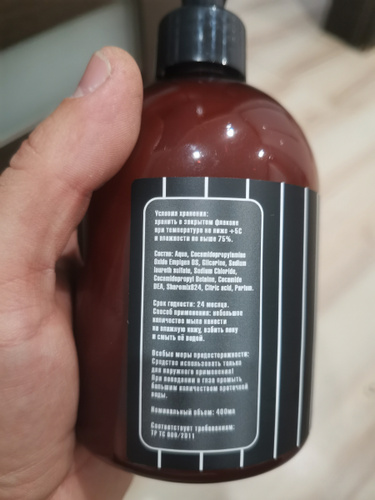 Условия хранения:
хранить в закрытом флаконе
при температуре не ниже +5С
и влажности не выше 75%.
Состав: Aqua, Cocamidopropylamine
Oxide Empigen OS, Glicerine, Sodium
laureth sulfate, Sodium Chloride,
Cocamidopropyl Betaine, Cocamide
DEA, Sharomix824, Citric acid, Parfum.
Срок годности: 24 месяца.
Способ применения: небольшое
количество мыла нанести
на влажную кожу, взбить пену
и смыть её водой.
Особые меры предосторожности:
Средство использовать только
для наружного применения!
При попадании в глаза промыть
большим количеством проточной
воды.
Номинальный объем: 400мл
Соответствует требованиям:
ТР ТС 009/2011